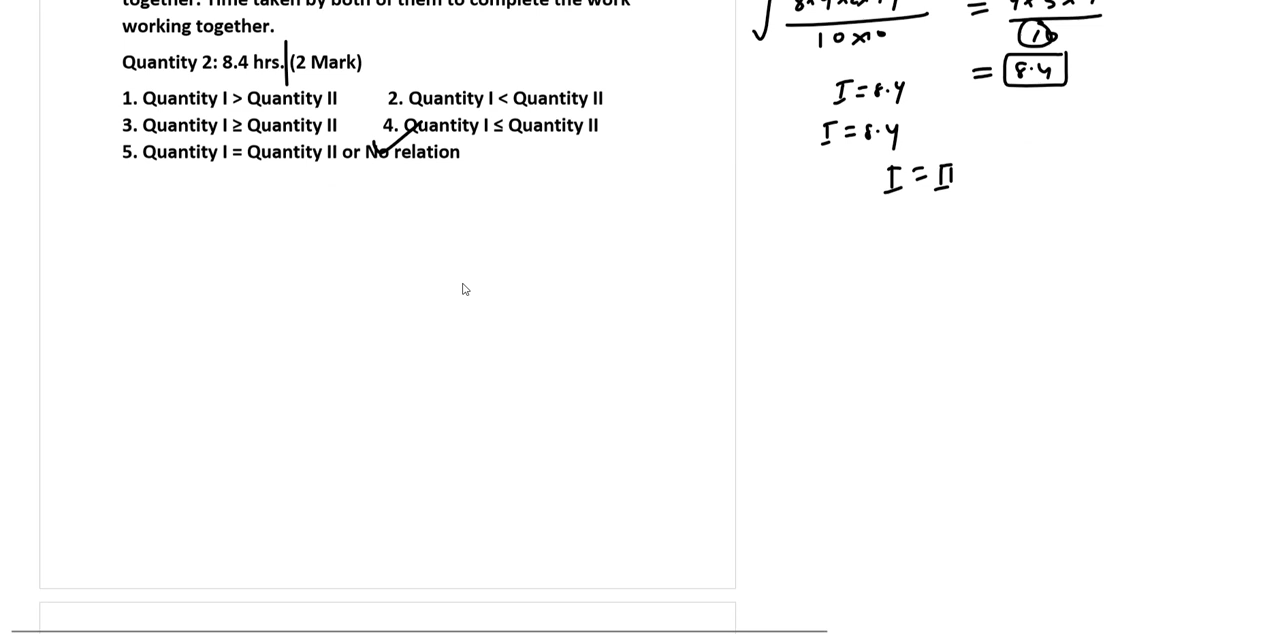 together. Time taken by both of them to complete the work
working together.
Quantity 2: 8.4 hrs. (2 Mark)
1. Quantity I > Quantity II 2. Quantity I < Quantity II
3. Quantity I ≥ Quantity II 4. Quantity I ≤ Quantity II
5. Quantity I = Quantity II or No relation
10×10
= 8.4
I = 8.4
I = 8.4
I = II